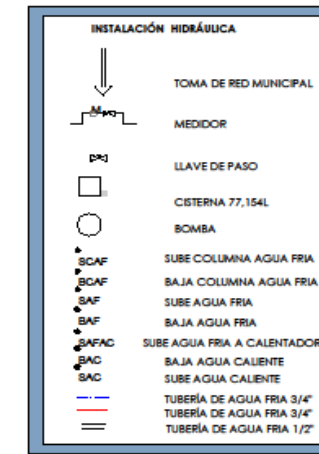 INSTALACIÓN HIDRÁULICA
TOMA DE RED MUNICIPAL
MEDIDOR
LLAVE DE PASO
CISTERNA 77,154L
BOMBA
SCAF SUBE COLUMNA AGUA FRIA
BCAF BAJA COLUMNA AGUA FRIA
SAF SUBE AGUA FRIA
BAF BAJA AGUA FRIA
SAFAC SUBE AGUA FRIA A CALENTADOR
BAC BAJA AGUA CALIENTE
SAC SUBE AGUA CALIENTE
TUBERÍA DE AGUA FRIA 3/4"
TUBERÍA DE AGUA FRIA 3/4"
TUBERÍA DE AGUA FRIA 1/2"